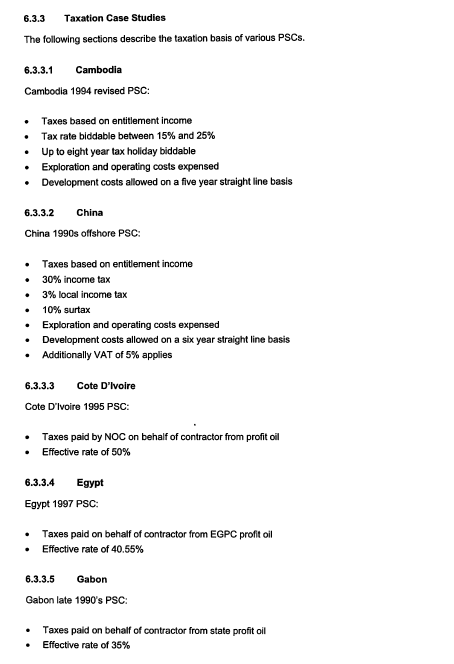 6.3.3 Taxation Case Studies
The following sections describe the taxation basis of various PSCs.
6.3.3.1 Cambodia
Cambodia 1994 revised PSC:
• Taxes based on entitlement income
• Tax rate biddable between 15% and 25%
• Up to eight year tax holiday biddable
• Exploration and operating costs expensed
• Development costs allowed on a five year straight line basis
6.3.3.2 China
China 1990s offshore PSC:
• Taxes based on entitlement income
• 30% income tax
• 3% local income tax
• 10% surtax
• Exploration and operating costs expensed
• Development costs allowed on a six year straight line basis
• Additionally VAT of 5% applies
6.3.3.3 Cote D'Ivoire
Cote D'Ivoire 1995 PSC:
• Taxes paid by NOC on behalf of contractor from profit oil
• Effective rate of 50%
6.3.3.4 Egypt
Egypt 1997 PSC:
• Taxes paid on behalf of contractor from EGPC profit oil
• Effective rate of 40.55%
6.3.3.5 Gabon
Gabon late 1990's PSC:
• Taxes paid on behalf of contractor from state profit oil
• Effective rate of 35%